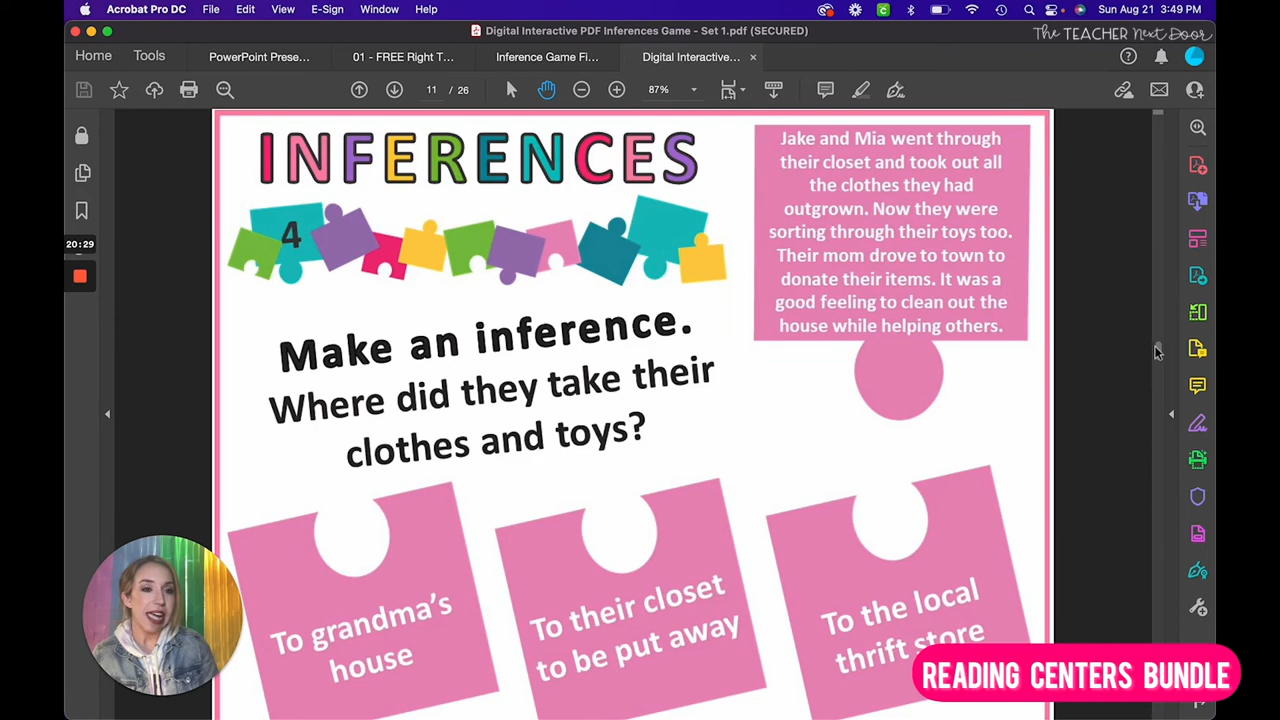 Acrobat Pro DC File Edit View E-Sign Window Help Sun Aug 21 3:49 PM
Digital Interactive PDF Inferences Game - Set 1.pdf (SECURED)
The TEACHER Next Door
Home Tools PowerPoint Prese... 01 - FREE Right T... Inference Game Fi... Digital Interactive...
11 / 26 87%
20:29
INFERENCES
4
Jake and Mia went through
their closet and took out all
the clothes they had
outgrown. Now they were
sorting through their toys too.
Their mom drove to town to
donate their items. It was a
good feeling to clean out the
house while helping others.
Make an inference.
Where did they take their
clothes and toys?
To grandma's
house
To their closet
to be put away
To the local
thrift store
READING CENTERS BUNDLE